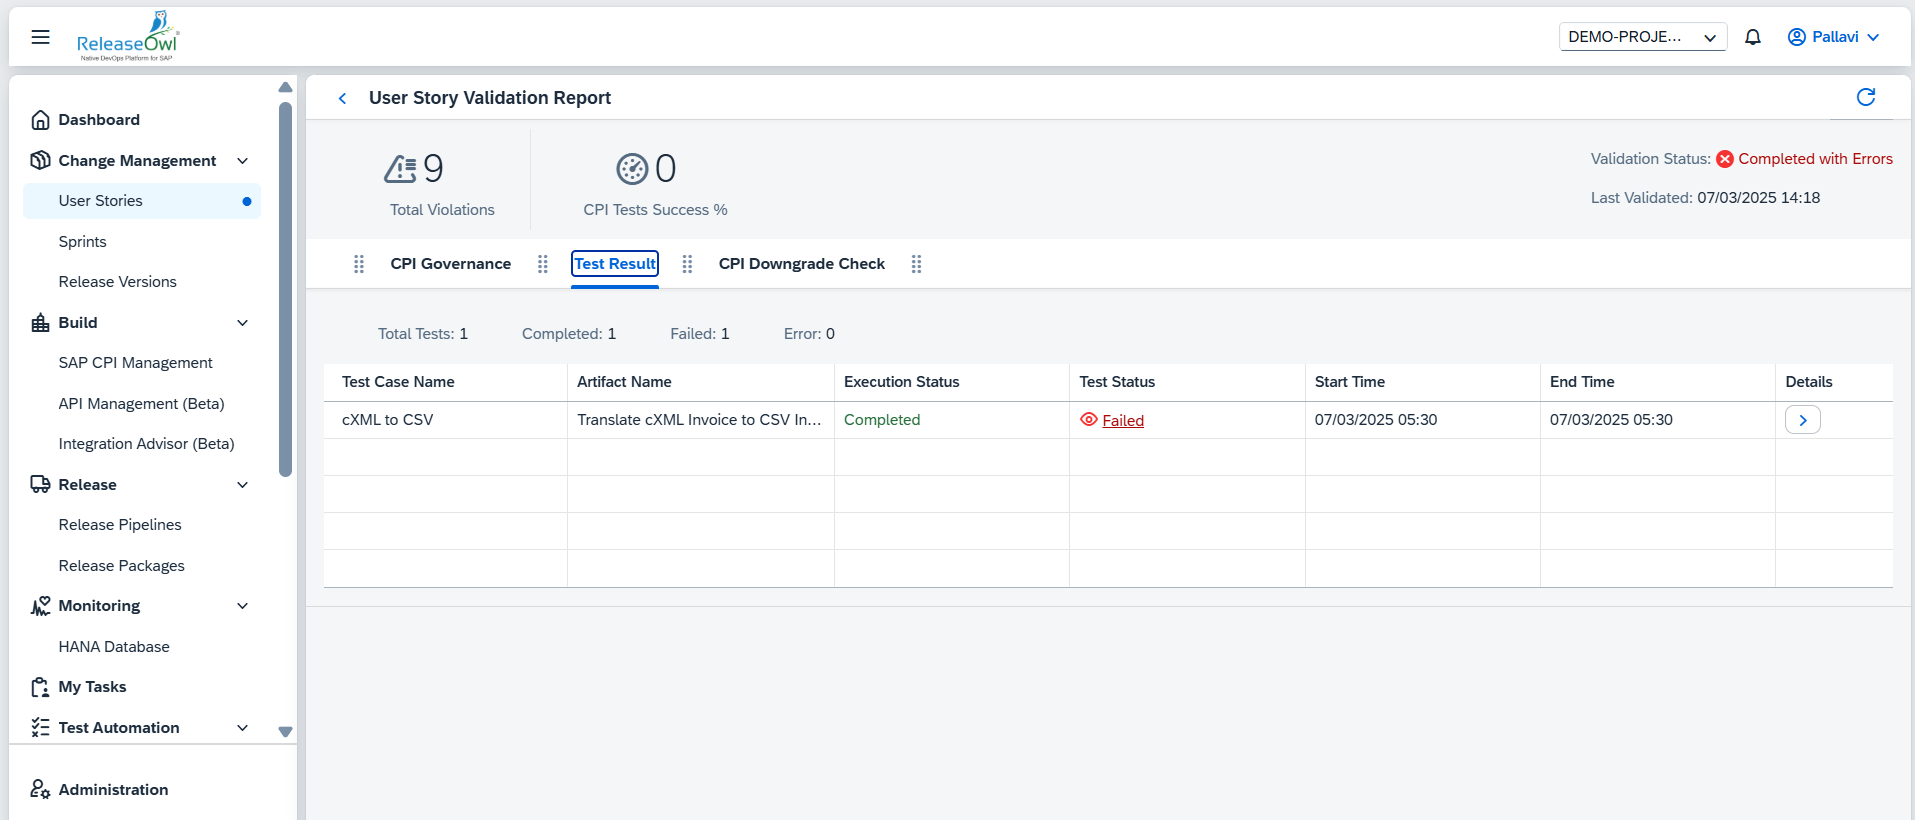 ReleaseOwl
Native DevOps Platform for SAP
DEMO-PROJE...
Pallavi
Dashboard
Change Management
User Stories
Sprints
Release Versions
Build
SAP CPI Management
API Management (Beta)
Integration Advisor (Beta)
Release
Release Pipelines
Release Packages
Monitoring
HANA Database
My Tasks
Test Automation
Administration
User Story Validation Report
9
Total Violations
0
CPI Tests Success %
Validation Status: Completed with Errors
Last Validated: 07/03/2025 14:18
CPI Governance Test Result CPI Downgrade Check
Total Tests: 1 Completed: 1 Failed: 1 Error: 0
Test Case Name Artifact Name Execution Status Test Status Start Time End Time Details
cXML to CSV Translate cXML Invoice to CSV In... Completed Failed 07/03/2025 05:30 07/03/2025 05:30